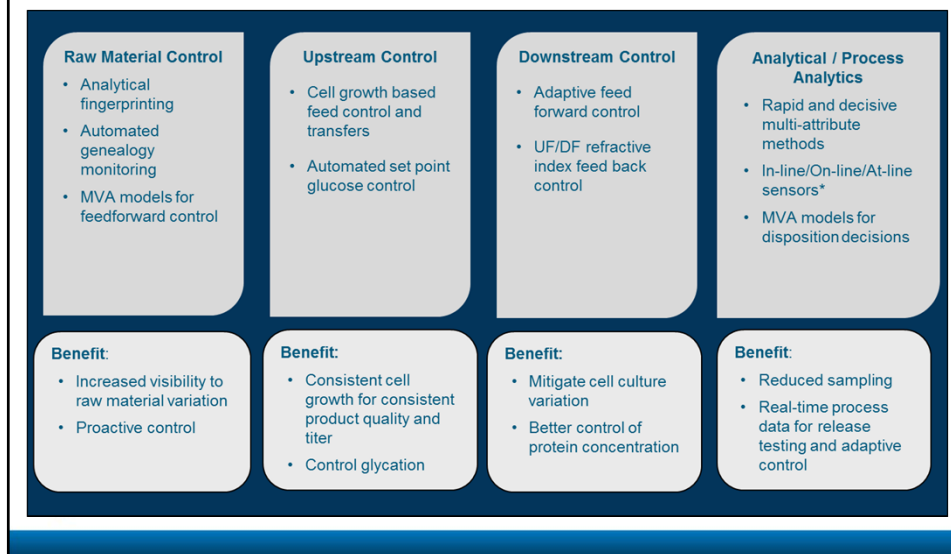 Raw Material Control
• Analytical
fingerprinting
• Automated
genealogy
monitoring
• MVA models for
feedforward control
Benefit:
• Increased visibility to
raw material variation
• Proactive control
Upstream Control
• Cell growth based
feed control and
transfers
• Automated set point
glucose control
Benefit:
• Consistent cell
growth for consistent
product quality and
titer
• Control glycation
Downstream Control
• Adaptive feed
forward control
• UF/DF refractive
index feed back
control
Benefit:
• Mitigate cell culture
variation
• Better control of
protein concentration
Analytical / Process
Analytics
• Rapid and decisive
multi-attribute
methods
• In-line/On-line/At-line
sensors*
• MVA models for
disposition decisions
Benefit:
• Reduced sampling
• Real-time process
data for release
testing and adaptive
control